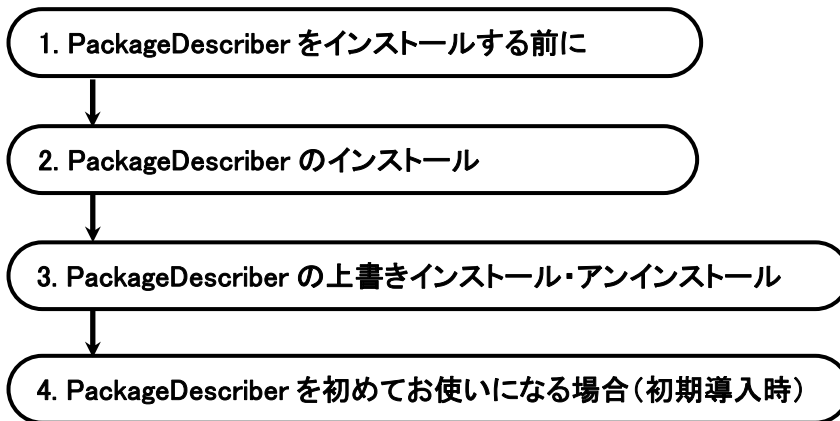 1. PackageDescriber をインストールする前に
2. PackageDescriber のインストール
3. PackageDescriber の上書きインストール・アンインストール
4. PackageDescriber を初めてお使いになる場合（初期導入時）